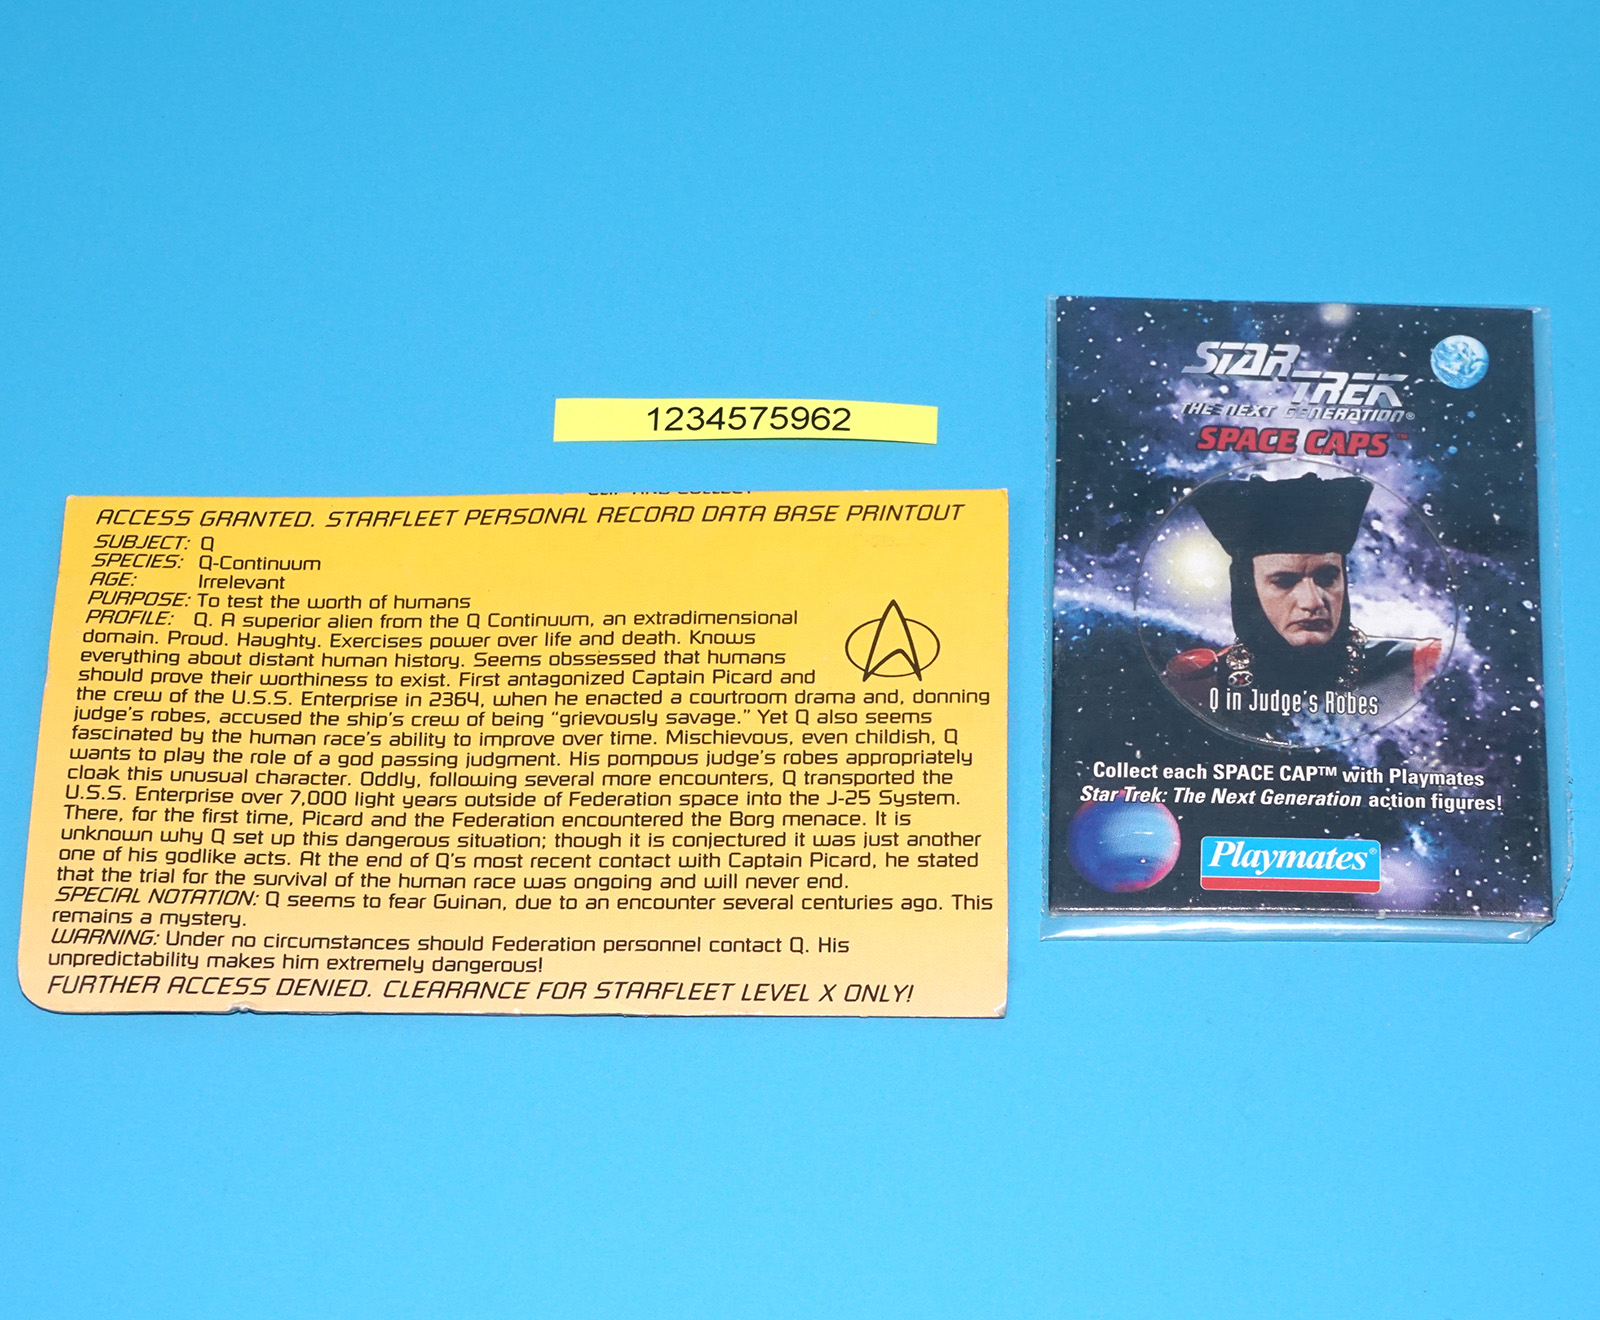 1234575962
CLIP AND COLLECT
ACCESS GRANTED. STARFLEET PERSONAL RECORD DATA BASE PRINTOUT
SUBJECT: Q
SPECIES: Q-Continuum
AGE: Irrelevant
PURPOSE: To test the worth of humans
PROFILE: Q. A superior alien from the Q Continuum, an extradimensional
domain. Proud. Haughty. Exercises power over life and death. Knows
everything about distant human history. Seems obssessed that humans
should prove their worthiness to exist. First antagonized Captain Picard and
the crew of the U.S.S. Enterprise in 2364, when he enacted a courtroom drama and, donning
judge's robes, accused the ship's crew of being "grievously savage." Yet Q also seems
fascinated by the human race's ability to improve over time. Mischievous, even childish, Q
wants to play the role of a god passing judgment. His pompous judge's robes appropriately
cloak this unusual character. Oddly, following several more encounters, Q transported the
U.S.S. Enterprise over 7,000 light years outside of Federation space into the J-25 System.
There, for the first time, Picard and the Federation encountered the Borg menace. It is
unknown why Q set up this dangerous situation; though it is conjectured it was just another
one of his godlike acts. At the end of Q's most recent contact with Captain Picard, he stated
that the trial for the survival of the human race was ongoing and will never end.
SPECIAL NOTATION: Q seems to fear Guinan, due to an encounter several centuries ago. This
remains a mystery.
WARNING: Under no circumstances should Federation personnel contact Q. His
unpredictability makes him extremely dangerous!
FURTHER ACCESS DENIED. CLEARANCE FOR STARFLEET LEVEL X ONLY!
STAR TREK
THE NEXT GENERATION®
SPACE CAPS™
Q in Judge's Robes
Collect each SPACE CAP™ with Playmates
Star Trek: The Next Generation action figures!
Playmates®